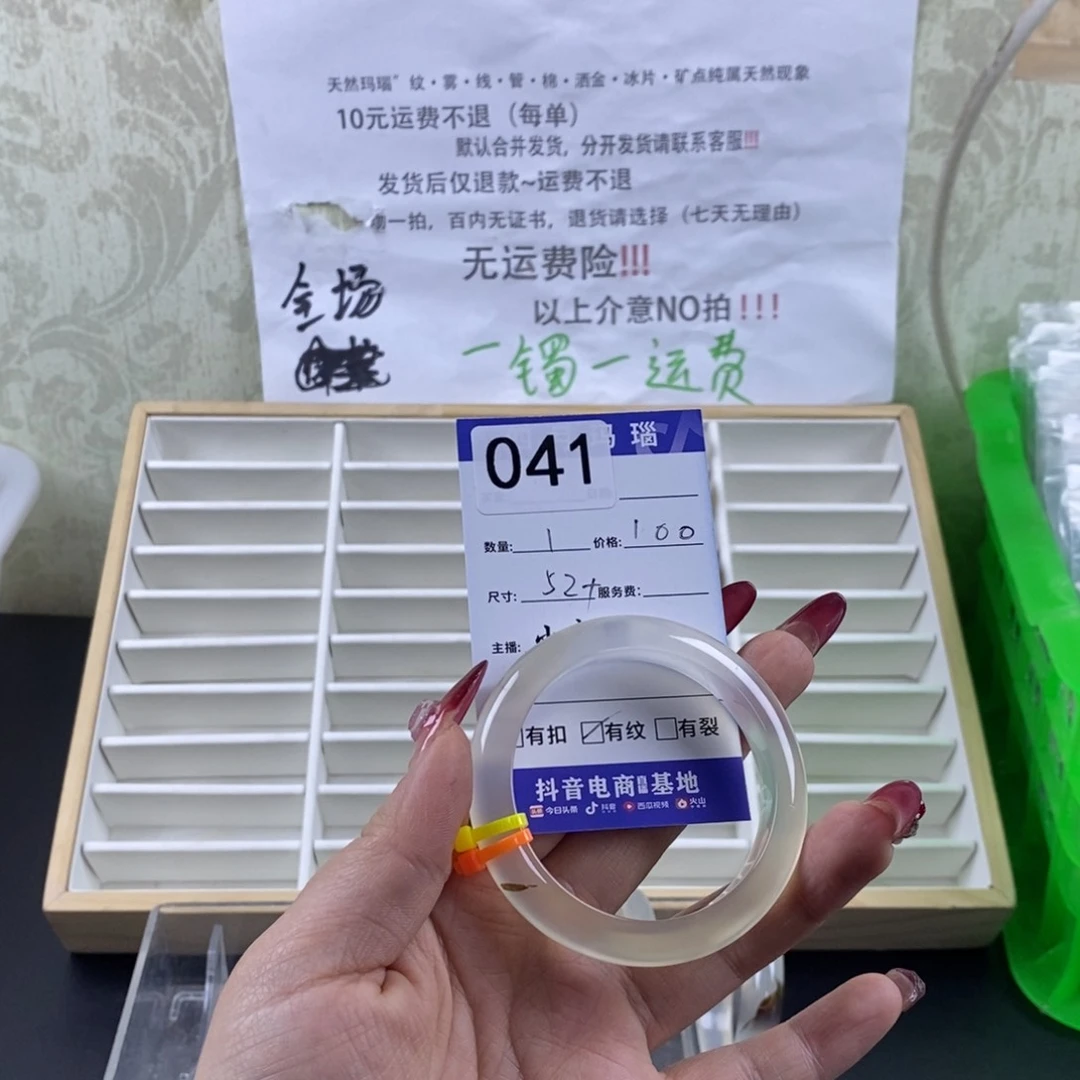 天然玛瑙“纹·雾·线·管·棉·洒金·冰片·矿点纯属天然现象
10元运费不退（每单）
默认合并发货，分开发货请联系客服!!!
发货后仅退款~运费不退
一拍，百内无证书，退货请选择（七天无理由）
无运费险!!!
以上介意NO拍!!!
全场
一镯一运费
玛瑙
041
数量: 1 价格: 100
尺寸: 52+ 服务费:
主播:
有扣 有纹 有裂
抖音电商直播基地
头条 今日头条 抖音 西瓜视频 火山